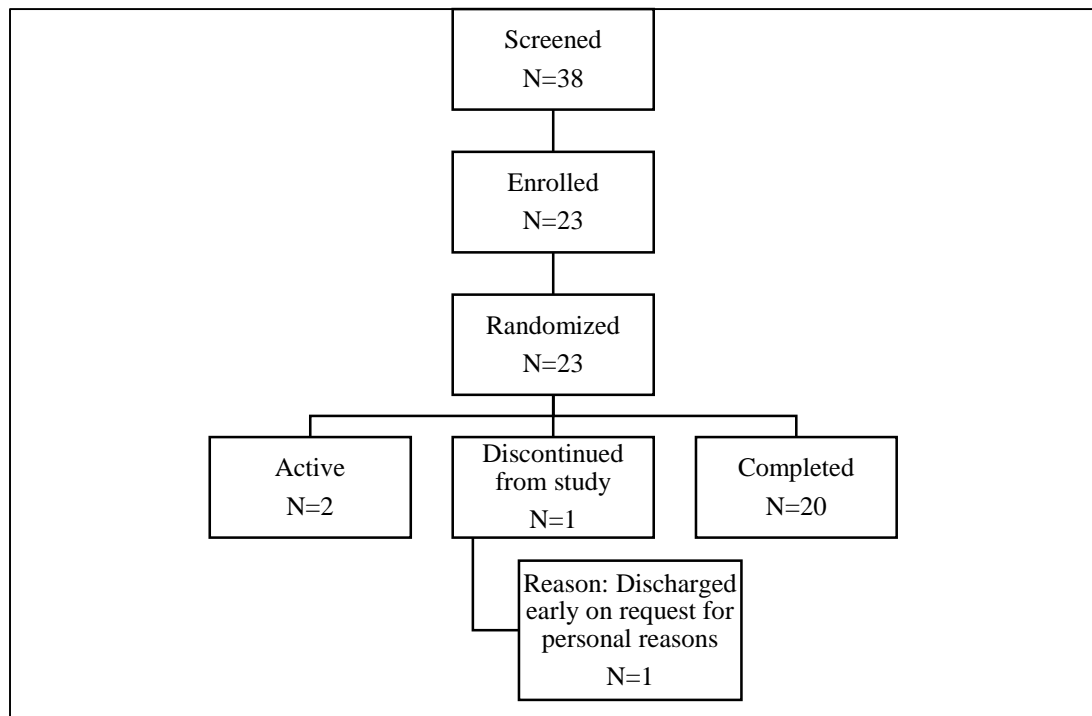 Screened
N=38
Enrolled
N=23
Randomized
N=23
Active
N=2
Discontinued
from study
N=1
Completed
N=20
Reason: Discharged
early on request for
personal reasons
N=1